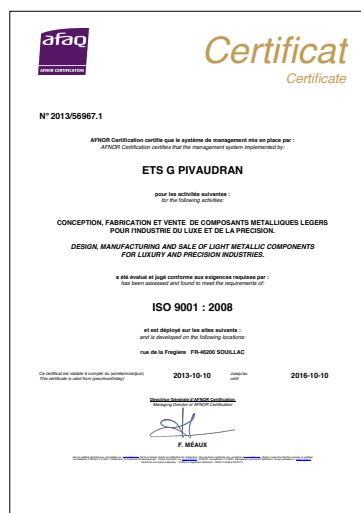 afaq
AFNOR CERTIFICATION
Certificat
Certificate
N° 2013/56967.1
AFNOR Certification certifie que le système de management mis en place par :
AFNOR Certification certifies that the management system implemented by:
ETS G PIVAUDRAN
pour les activités suivantes :
for the following activities:
CONCEPTION, FABRICATION ET VENTE DE COMPOSANTS METALLIQUES LEGERS
POUR l'INDUSTRIE DU LUXE ET DE LA PRECISION.
DESIGN, MANUFACTURING AND SALE OF LIGHT METALLIC COMPONENTS
FOR LUXURY AND PRECISION INDUSTRIES.
a été évalué et jugé conforme aux exigences requises par :
has been assessed and found to meet the requirements of:
ISO 9001 : 2008
et est déployé sur les sites suivants :
and is developed on the following locations:
rue de la Fregiere FR-46200 SOUILLAC
Ce certificat est valable à compter du (année/mois/jour) 2013-10-10 Jusqu'au 2016-10-10
This certificate is valid from (year/month/day) until
Directrice Générale d'AFNOR Certification
Managing Director of AFNOR Certification
F. MÉAUX